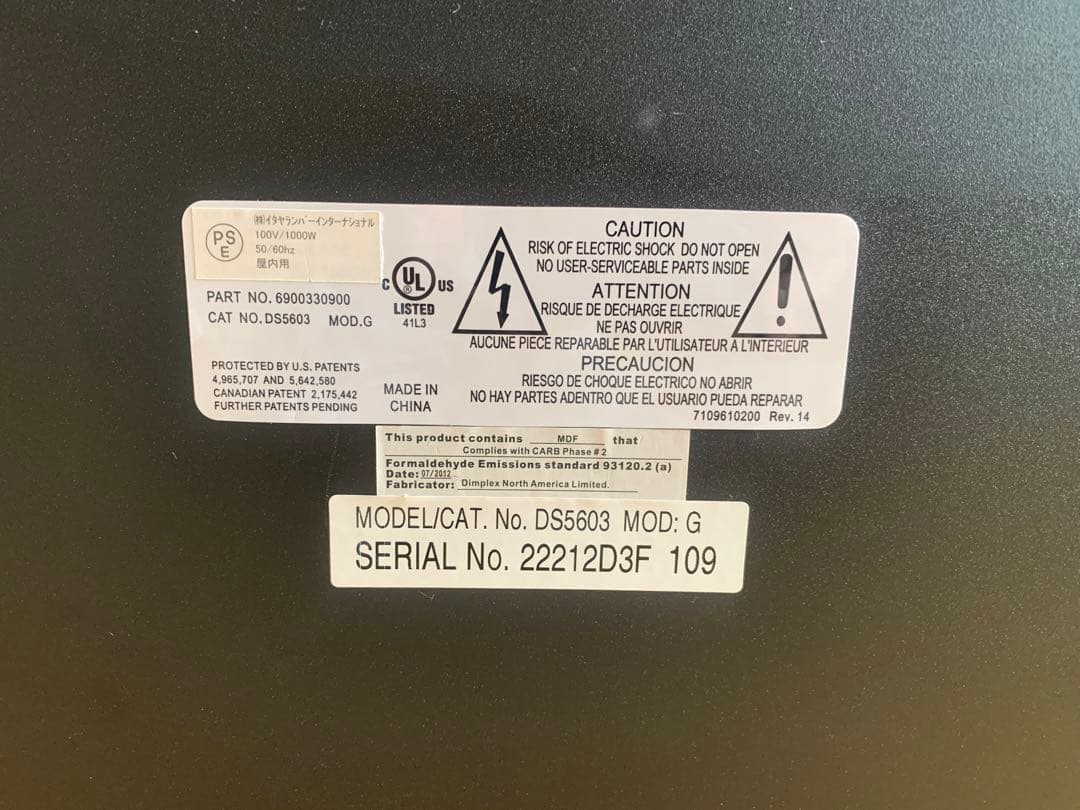 PS
E
㈱イタヤランバーインターナショナル
100V/1000W
50/60hz
屋内用
PART NO. 6900330900
CAT NO. DS5603 MOD.G
C UL ® US
LISTED
41L3
PROTECTED BY U.S. PATENTS
4,965,707 AND 5,642,580
CANADIAN PATENT 2,175,442
FURTHER PATENTS PENDING
MADE IN
CHINA
CAUTION
RISK OF ELECTRIC SHOCK DO NOT OPEN
NO USER-SERVICEABLE PARTS INSIDE
ATTENTION
RISQUE DE DECHARGE ELECTRIQUE
NE PAS OUVRIR
AUCUNE PIECE REPARABLE PAR L'UTILISATEUR A L'INTERIEUR
PRECAUCION
RIESGO DE CHOQUE ELECTRICO NO ABRIR
NO HAY PARTES ADENTRO QUE EL USUARIO PUEDA REPARAR
7109610200 Rev. 14
This product contains MDF that
Complies with CARB Phase # 2
Formaldehyde Emissions standard 93120.2 (a)
Date: 07/2012
Fabricator: Dimplex North America Limited.
MODEL/CAT. No. DS5603 MOD: G
SERIAL No. 22212D3F 109